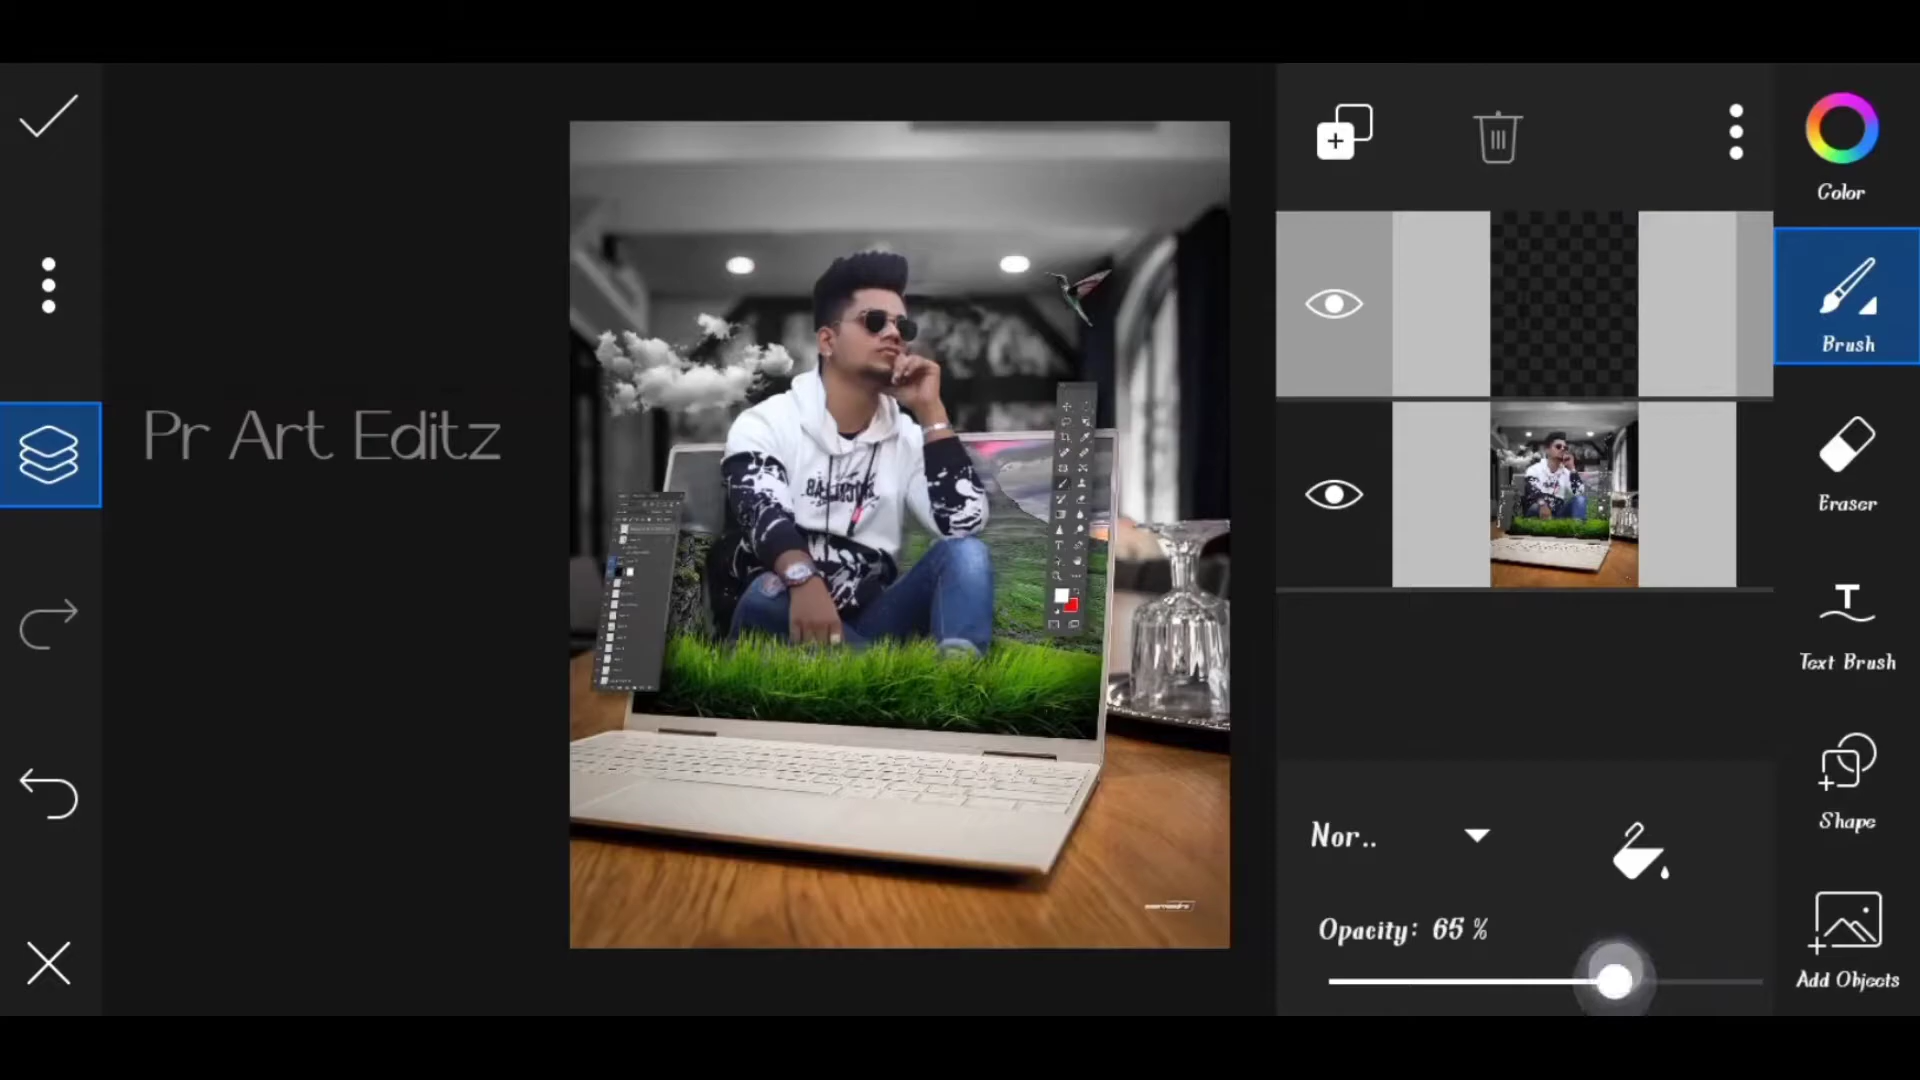 Pr Art Editz
Color
Brush
Eraser
Text Brush
Shape
Add Objects
Nor..
Opacity: 65 %